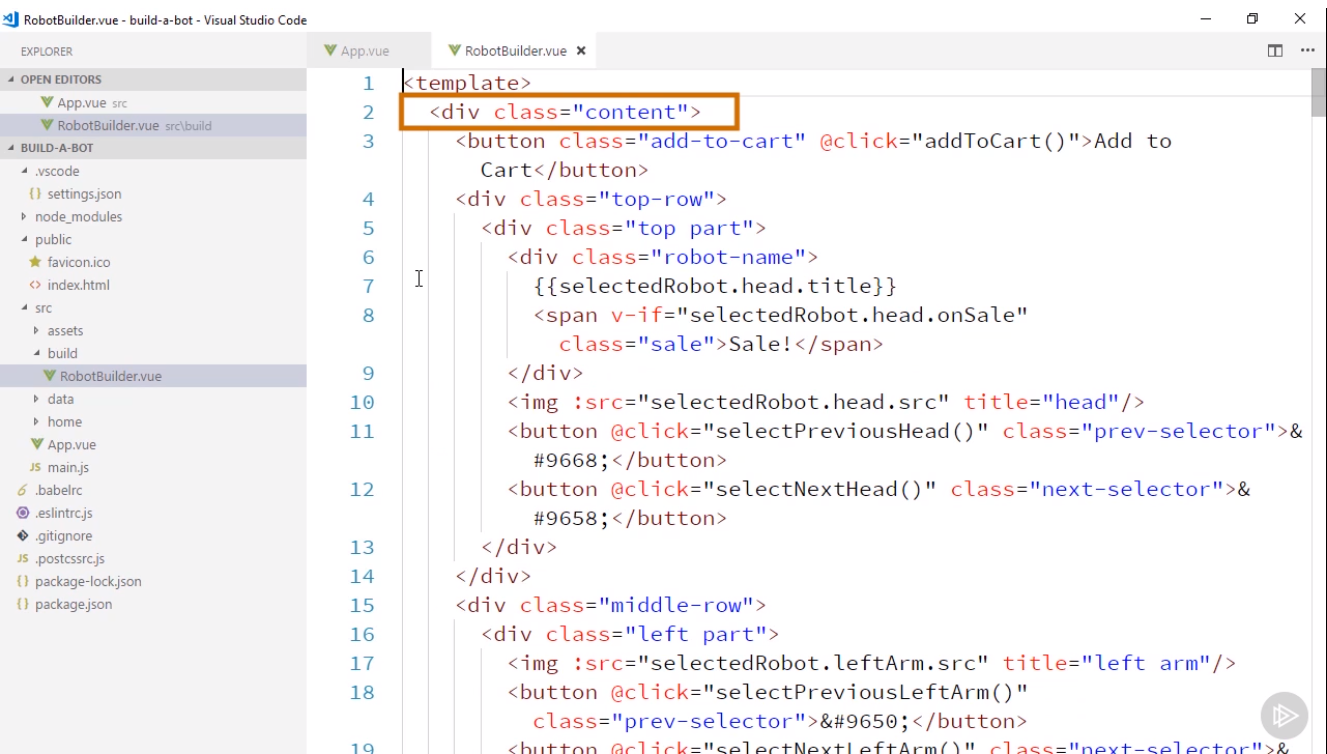 RobotBuilder.vue - build-a-bot - Visual Studio Code
EXPLORER
App.vue
RobotBuilder.vue
OPEN EDITORS
App.vue src
RobotBuilder.vue src\build
BUILD-A-BOT
.vscode
{} settings.json
node_modules
public
favicon.ico
<> index.html
src
assets
build
RobotBuilder.vue
data
home
App.vue
JS main.js
.babelrc
.eslintrc.js
.gitignore
JS .postcssrc.js
{} package-lock.json
{} package.json
1 <template>
2 <div class="content">
3 <button class="add-to-cart" @click="addToCart()">Add to
Cart</button>
4 <div class="top-row">
5 <div class="top part">
6 <div class="robot-name">
7 {{selectedRobot.head.title}}
8 <span v-if="selectedRobot.head.onSale"
class="sale">Sale!</span>
9 </div>
10 <img :src="selectedRobot.head.src" title="head"/>
11 <button @click="selectPreviousHead()" class="prev-selector">&
#9668;</button>
12 <button @click="selectNextHead()" class="next-selector">&
#9658;</button>
13 </div>
14 </div>
15 <div class="middle-row">
16 <div class="left part">
17 <img :src="selectedRobot.leftArm.src" title="left arm"/>
18 <button @click="selectPreviousLeftArm()"
class="prev-selector">&#9650;</button>
19 <button @click="selectNextLeftArm()" class="next-selector">&